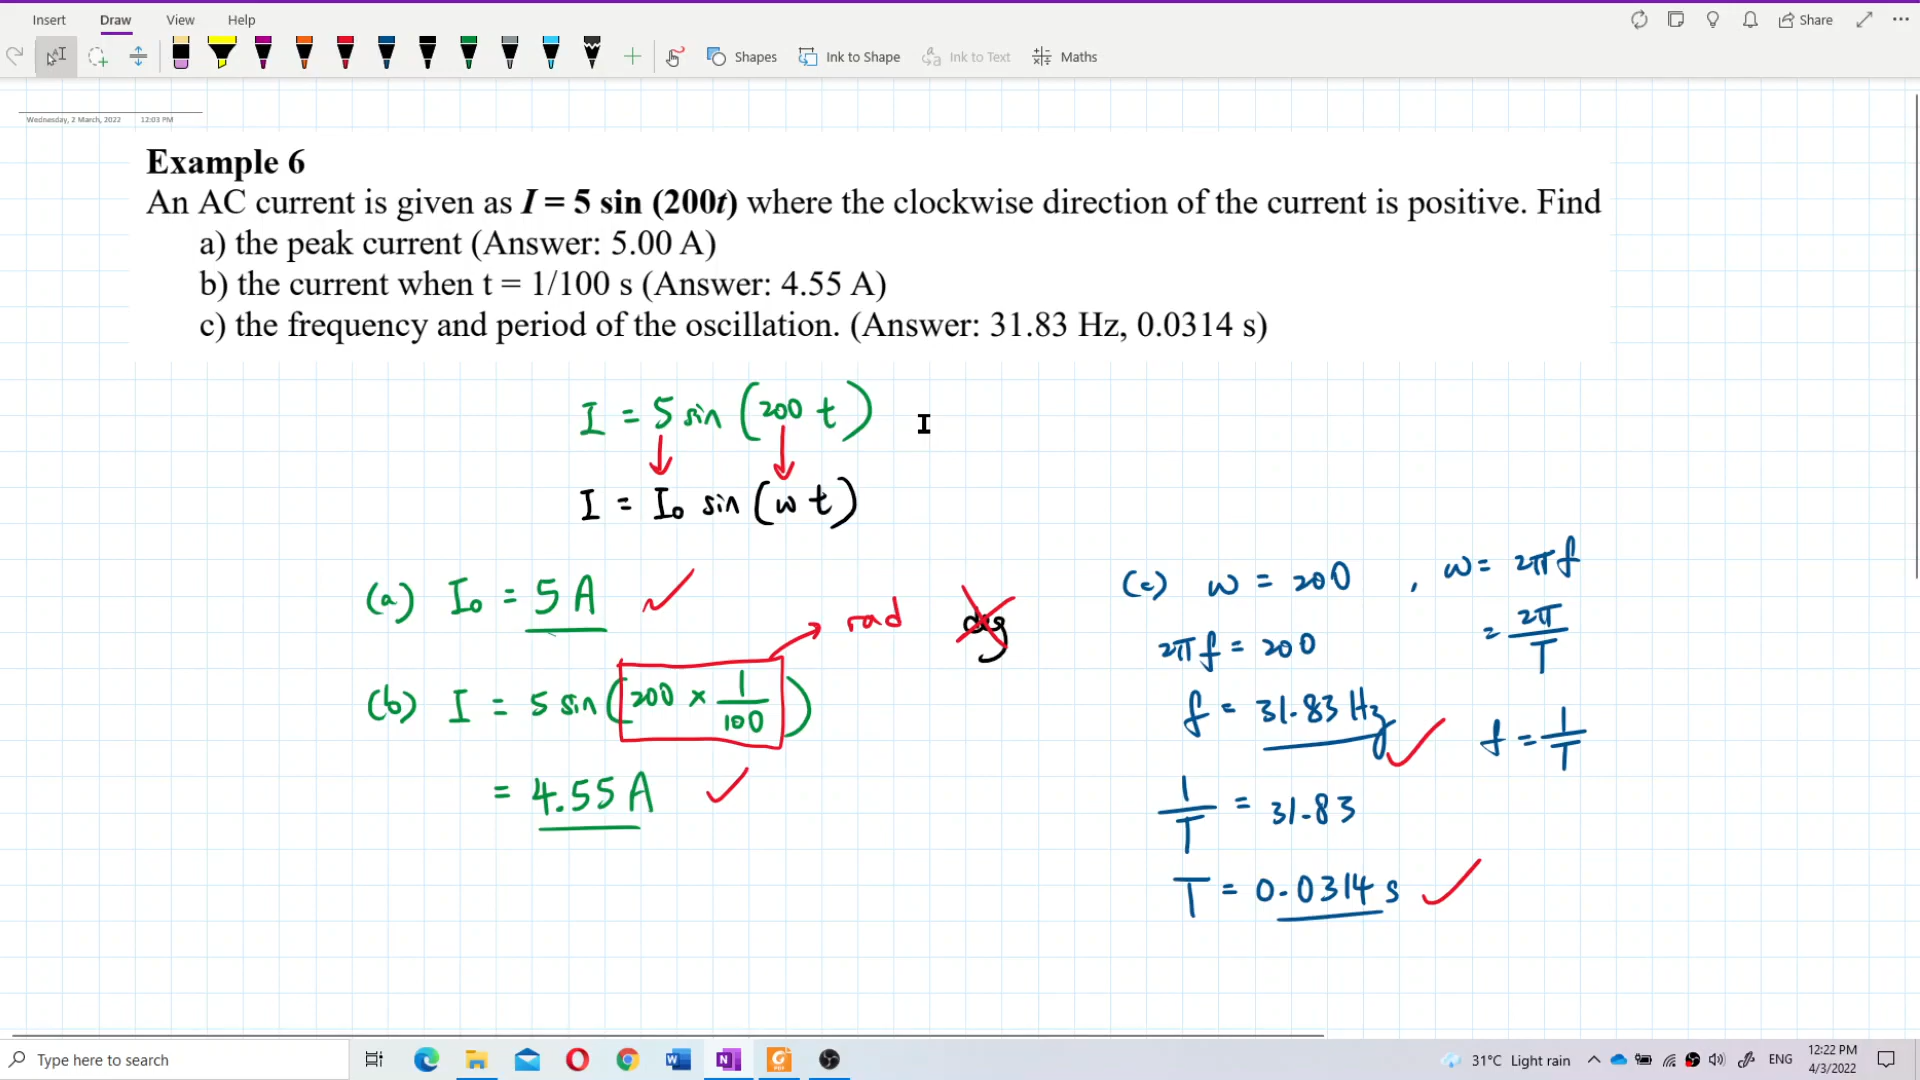 Insert Draw View Help
Share
Shapes Ink to Shape Ink to Text Maths
Wednesday, 2 March, 2022 12:03 PM
Example 6
An AC current is given as I = 5 sin (200t) where the clockwise direction of the current is positive. Find
a) the peak current (Answer: 5.00 A)
b) the current when t = 1/100 s (Answer: 4.55 A)
c) the frequency and period of the oscillation. (Answer: 31.83 Hz, 0.0314 s)
I = 5 sin (200 t)
I = I₀ sin (ω t)
(a) I₀ = 5 A
rad deg
(b) I = 5 sin (200 × 1/100)
= 4.55 A
(c) ω = 200 , ω = 2πf
= 2π/T
2πf = 200
f = 31.83 Hz
f = 1/T
1/T = 31.83
T = 0.0314 s
Type here to search
31°C Light rain
ENG
12:22 PM
4/3/2022